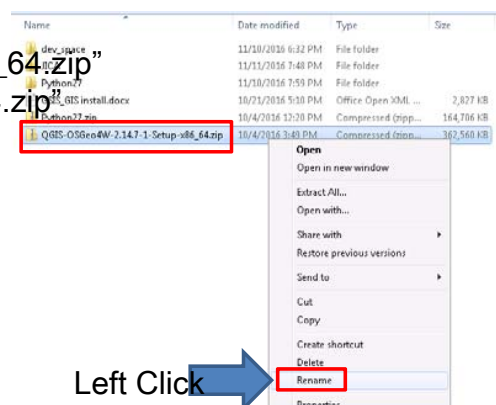 Name Date modified Type Size
dev_space 11/10/2016 6:32 PM File folder
_64.zip”
11/11/2016 7:48 PM File folder
Python27 11/10/2016 7:59 PM File folder
.zip”
GIS install.docx 10/21/2016 5:10 PM Office Open XML ... 2,827 KB
Python27.zip 10/4/2016 12:20 PM Compressed (zipp... 164,706 KB
QGIS-OSGeo4W-2.14.7-1-Setup-x86_64.zip 10/4/2016 3:49 PM Compressed (zipp... 362,560 KB
Open
Open in new window
Extract All...
Open with...
Share with
Restore previous versions
Send to
Cut
Copy
Create shortcut
Delete
Left Click Rename
Properties